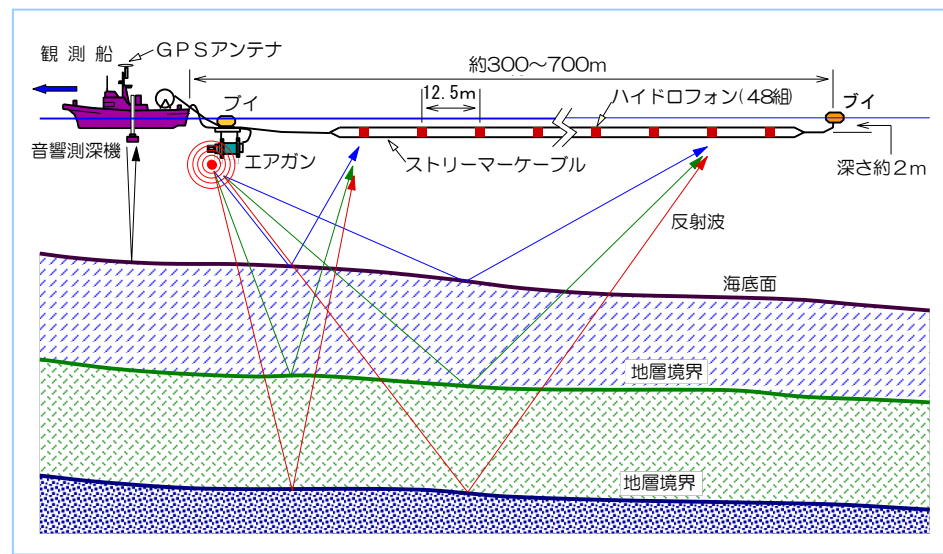 観測船
GPSアンテナ
約300～700m
12.5m
ブイ
ハイドロフォン(48組)
ブイ
音響測深機
エアガン
ストリーマーケーブル
深さ約2m
反射波
海底面
地層境界
地層境界